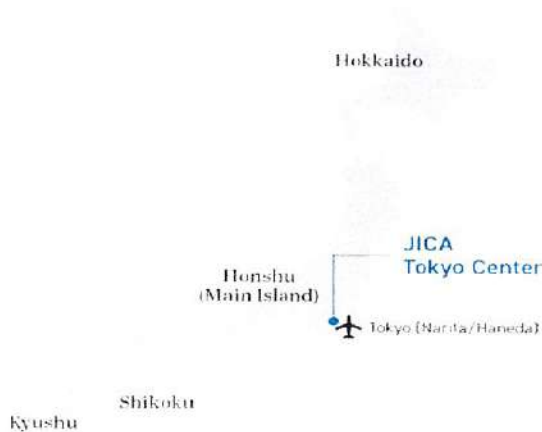 Hokkaido
JICA
Tokyo Center
Honshu
(Main Island)
Tokyo (Narita/Haneda)
Shikoku
Kyushu